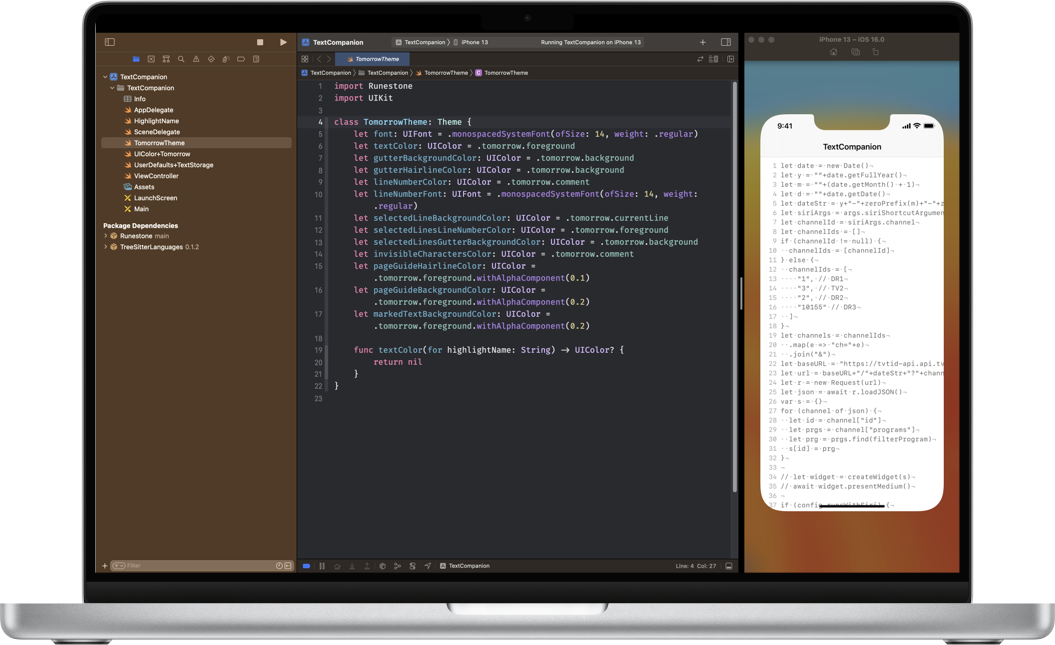 TextCompanion
TextCompanion
iPhone 13
Running TextCompanion on iPhone 13
iPhone 13 – iOS 16.0
TomorrowTheme
TextCompanion
TextCompanion
TomorrowTheme
TomorrowTheme
TextCompanion
TextCompanion
Info
AppDelegate
HighlightName
SceneDelegate
TomorrowTheme
UIColor+Tomorrow
UserDefaults+TextStorage
ViewController
Assets
LaunchScreen
Main
Package Dependencies
Runestone main
TreeSitterLanguages 0.1.2
Filter
1 import Runestone
2 import UIKit
3
4 class TomorrowTheme: Theme {
5 let font: UIFont = .monospacedSystemFont(ofSize: 14, weight: .regular)
6 let textColor: UIColor = .tomorrow.foreground
7 let gutterBackgroundColor: UIColor = .tomorrow.background
8 let gutterHairlineColor: UIColor = .tomorrow.background
9 let lineNumberColor: UIColor = .tomorrow.comment
10 let lineNumberFont: UIFont = .monospacedSystemFont(ofSize: 14, weight:
.regular)
11 let selectedLineBackgroundColor: UIColor = .tomorrow.currentLine
12 let selectedLinesLineNumberColor: UIColor = .tomorrow.foreground
13 let selectedLinesGutterBackgroundColor: UIColor = .tomorrow.background
14 let invisibleCharactersColor: UIColor = .tomorrow.comment
15 let pageGuideHairlineColor: UIColor =
.tomorrow.foreground.withAlphaComponent(0.1)
16 let pageGuideBackgroundColor: UIColor =
.tomorrow.foreground.withAlphaComponent(0.2)
17 let markedTextBackgroundColor: UIColor =
.tomorrow.foreground.withAlphaComponent(0.2)
18
19 func textColor(for highlightName: String) -> UIColor? {
20 return nil
21 }
22 }
23
TextCompanion
Line: 4 Col: 27
9:41
TextCompanion
1 let·date·=·new·Date()¬
2 let·y·=·""+date.getFullYear()
3 let·m·=·""+(date.getMonth()·+·1)¬
4 let·d·=·""+date.getDate()¬
5 let·dateStr·=·y+"-"+zeroPrefix(m)+"-"+z
6 let·siriArgs·=·args.siriShortcutArgumen
7 let·channelId·=·siriArgs.channel
8 let·channelIds·=·[]¬
9 if·(channelId·!=·null)·{¬
10 ··channelIds·=·[channelId]
11 }·else·{¬
12 ··channelIds·=·[¬
13 ····"1",·//·DR1¬
14 ····"3",·//·TV2¬
15 ····"2",·//·DR2¬
16 ····"10155"·//·DR3¬
17 ··]¬
18 }¬
19 let·channels·=·channelIds
20 ··.map(e·=>·"ch="+e)¬
21 ··.join("&")¬
22 let·baseURL·=·"https://tvtid-api.api.tv
23 let·url·=·baseURL+"/"+dateStr+"?"+chann
24 let·r·=·new·Request(url)¬
25 let·json·=·await·r.loadJSON()¬
26 var·s·=·{}¬
27 for·(channel·of·json)·{¬
28 ··let·id·=·channel["id"]¬
29 ··let·prgs·=·channel["programs"]¬
30 ··let·prg·=·prgs.find(filterProgram)¬
31 ··s[id]·=·prg¬
32 }¬
33 ¬
34 //·let·widget·=·createWidget(s)¬
35 //·await·widget.presentMedium()¬
36 ¬
37 if·(config.runsWithSiri)·{¬